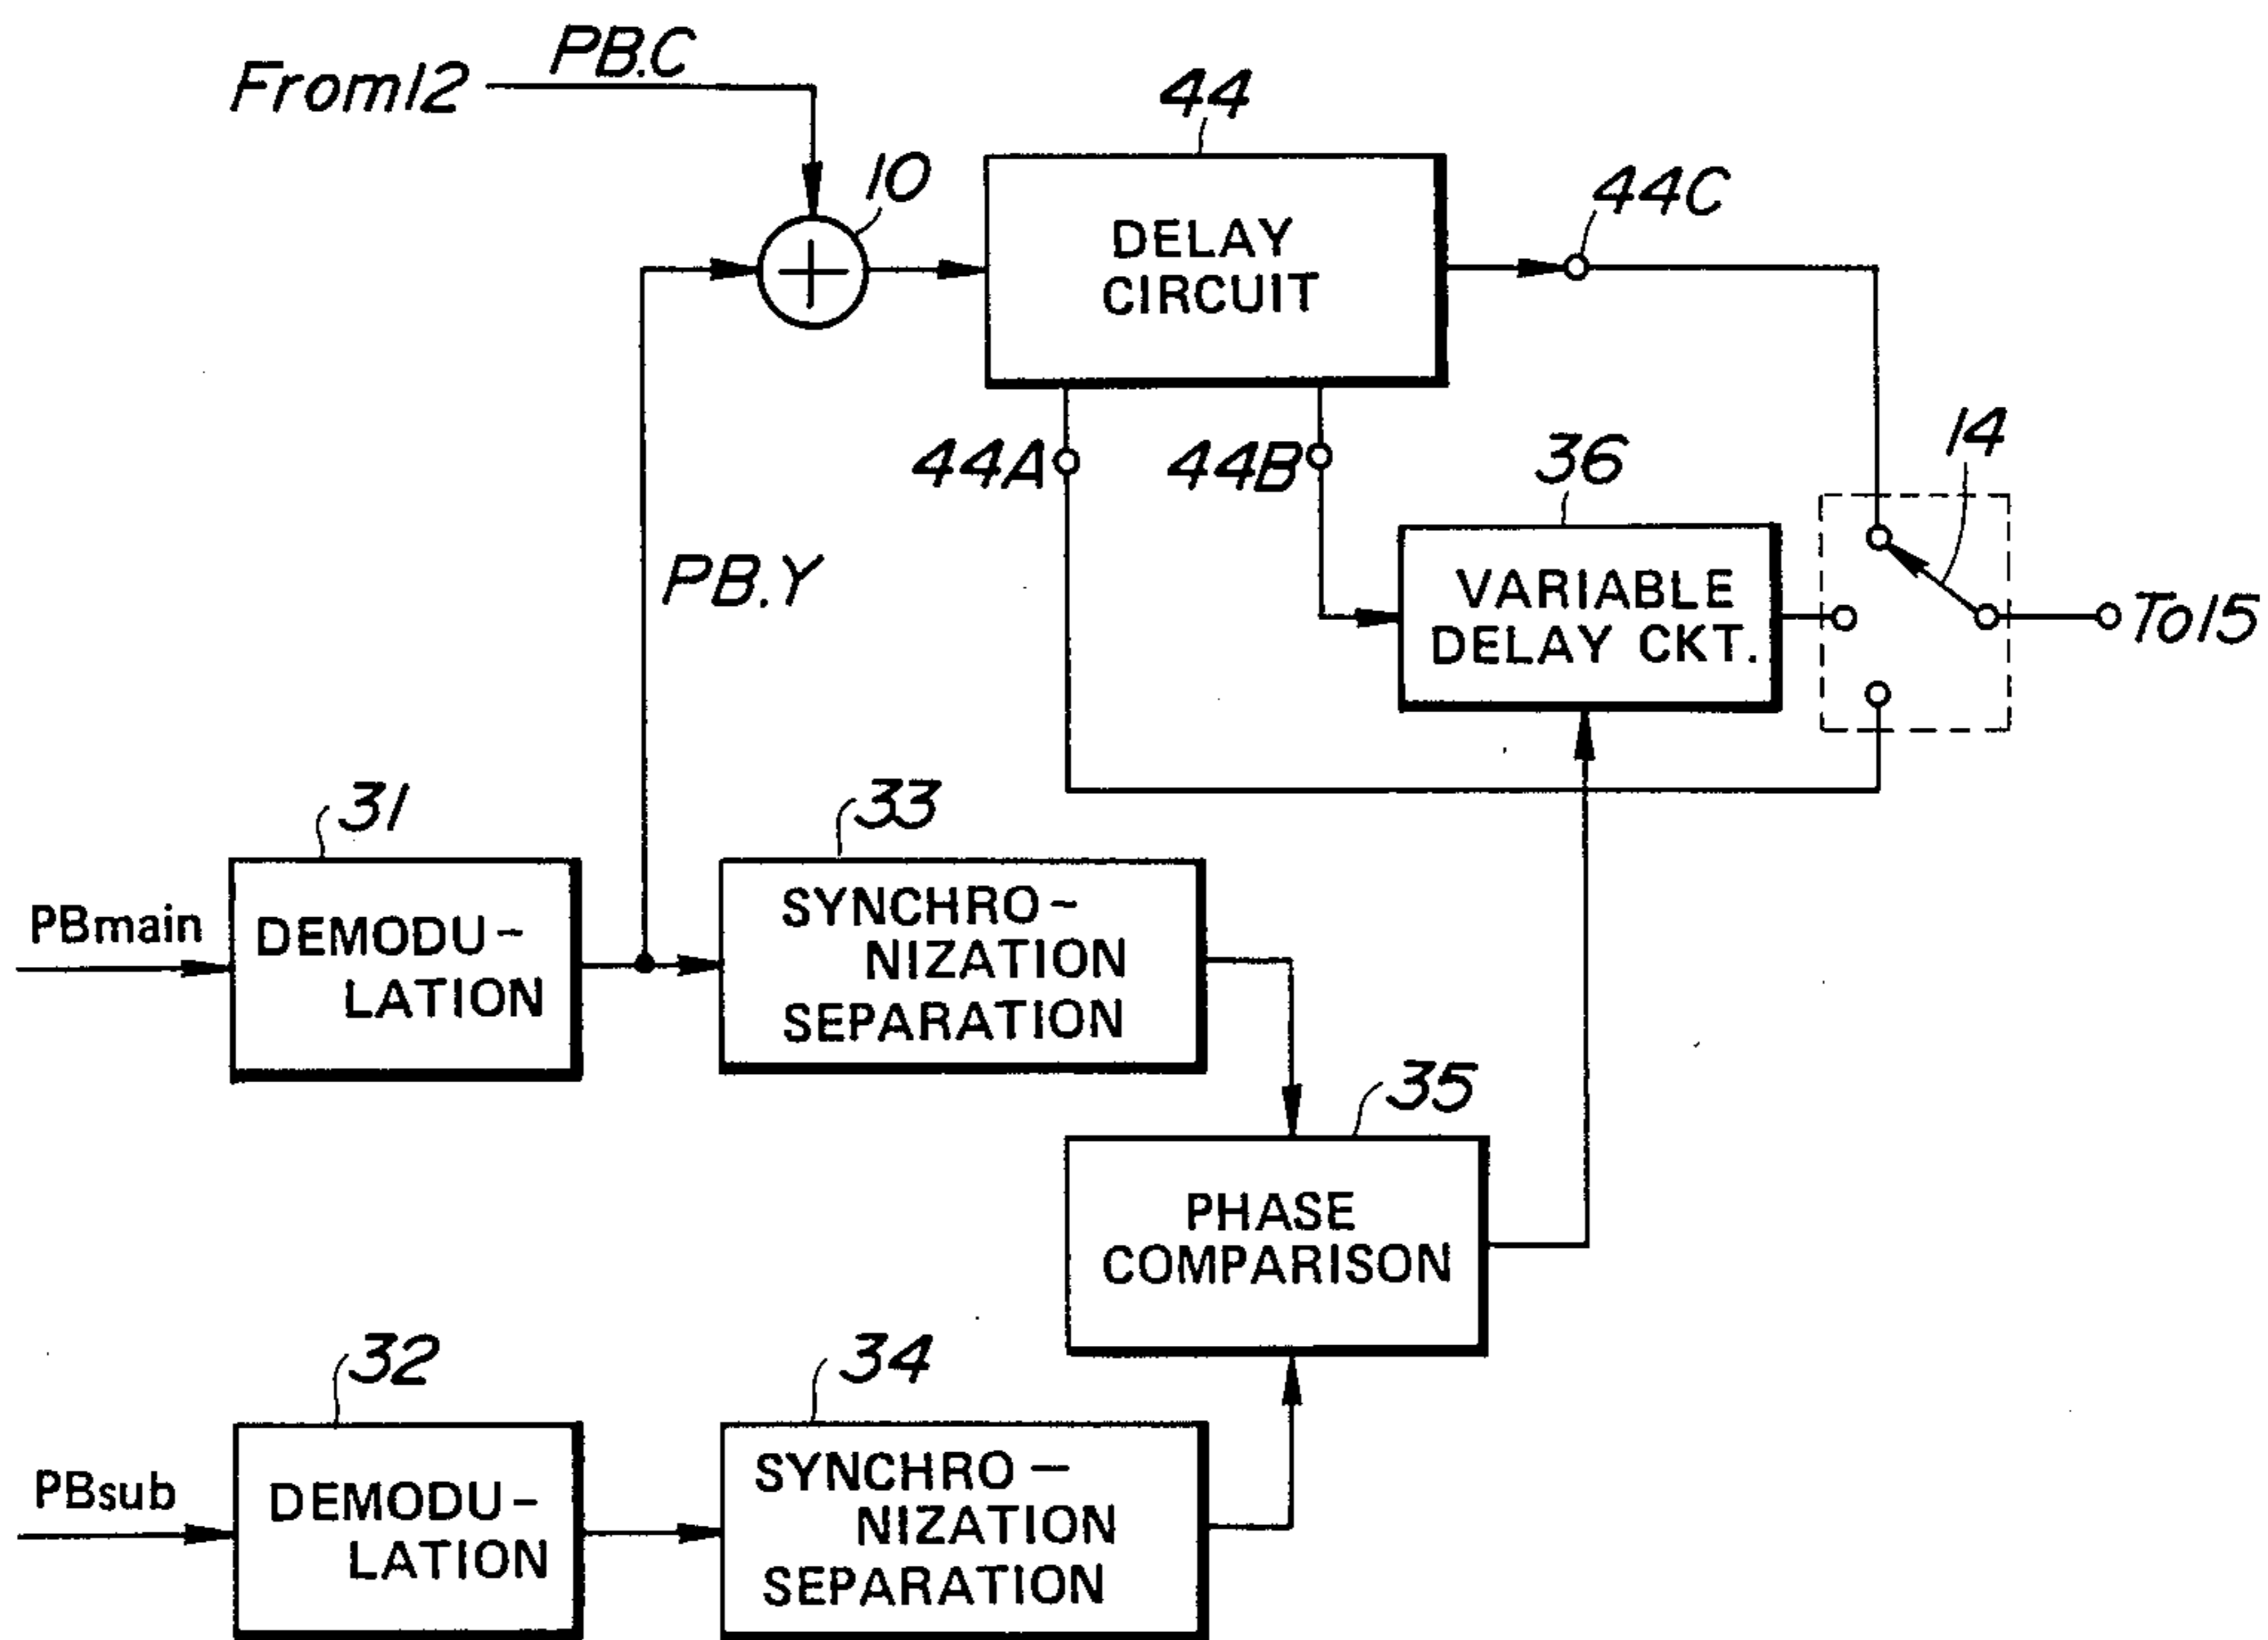 From12
PB.C
44
10
44C
DELAY
CIRCUIT
44A
44B
36
14
PB.Y
VARIABLE
DELAY CKT.
To15
31
33
PBmain
DEMODU-
LATION
SYNCHRO-
NIZATION
SEPARATION
35
PHASE
COMPARISON
32
34
PBsub
DEMODU-
LATION
SYNCHRO-
NIZATION
SEPARATION